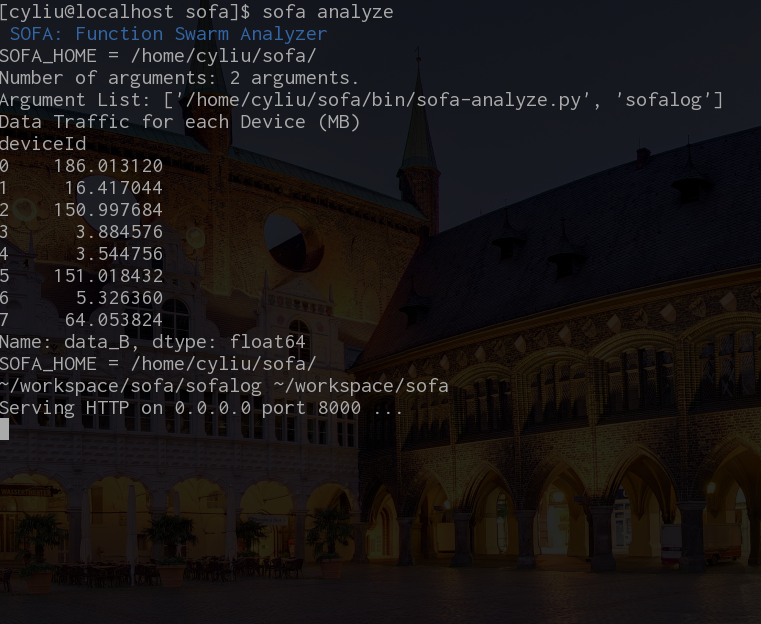 [cyliu@localhost sofa]$ sofa analyze
SOFA: Function Swarm Analyzer
SOFA_HOME = /home/cyliu/sofa/
Number of arguments: 2 arguments.
Argument List: ['/home/cyliu/sofa/bin/sofa-analyze.py', 'sofalog']
Data Traffic for each Device (MB)
deviceId
0    186.013120
1     16.417044
2    150.997684
3      3.884576
4      3.544756
5    151.018432
6      5.326360
7     64.053824
Name: data_B, dtype: float64
SOFA_HOME = /home/cyliu/sofa/
~/workspace/sofa/sofalog ~/workspace/sofa
Serving HTTP on 0.0.0.0 port 8000 ...